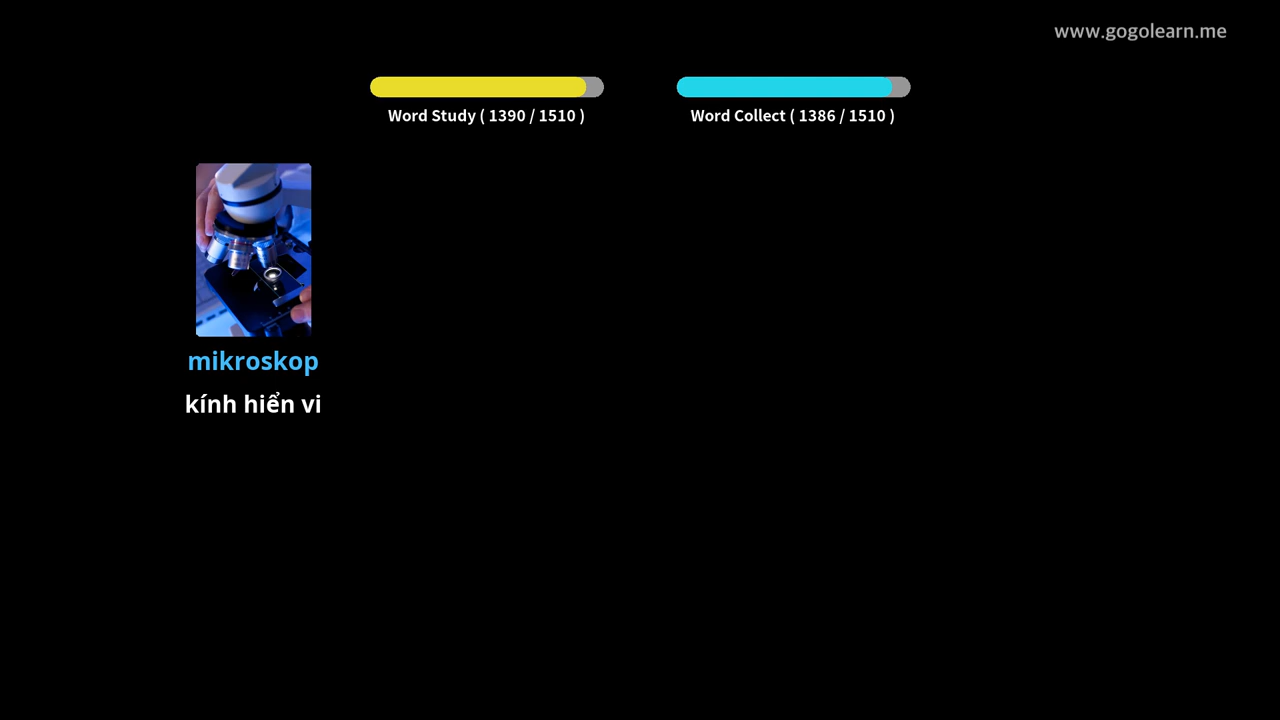 www.gogolearn.me
Word Study ( 1390 / 1510 )
Word Collect ( 1386 / 1510 )
mikroskop
kính hiển vi